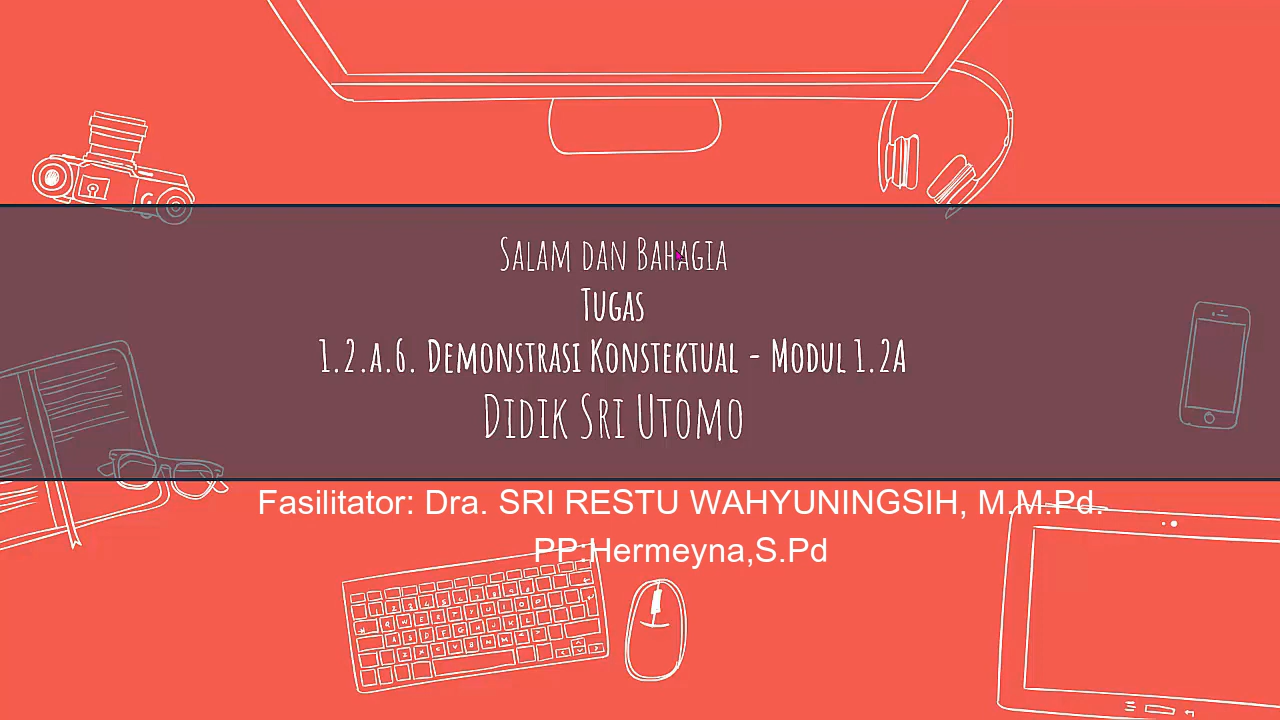 Salam dan Bahagia
Tugas
1.2.a.6. Demonstrasi Konstektual - Modul 1.2A
Didik Sri Utomo
Fasilitator: Dra. SRI RESTU WAHYUNINGSIH, M.M.Pd.
PP:Hermeyna,S.Pd